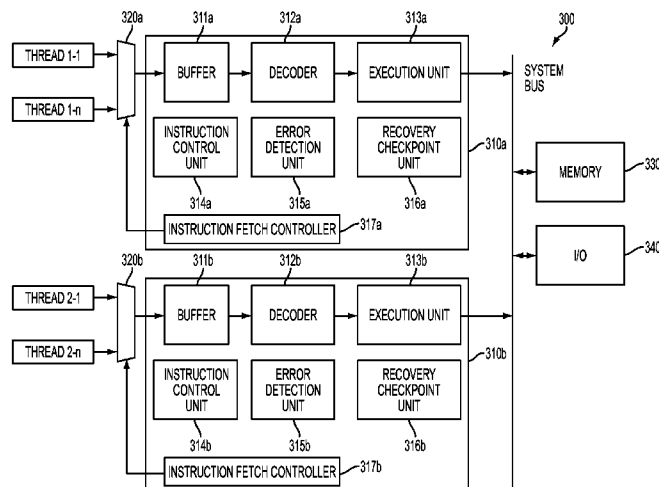 320a
311a
312a
313a
300
THREAD 1-1
BUFFER
DECODER
EXECUTION UNIT
SYSTEM
BUS
THREAD 1-n
INSTRUCTION
CONTROL
UNIT
ERROR
DETECTION
UNIT
RECOVERY
CHECKPOINT
UNIT
310a
MEMORY
330
314a
315a
316a
INSTRUCTION FETCH CONTROLLER
317a
I/O
340
320b
311b
312b
313b
THREAD 2-1
BUFFER
DECODER
EXECUTION UNIT
THREAD 2-n
INSTRUCTION
CONTROL
UNIT
ERROR
DETECTION
UNIT
RECOVERY
CHECKPOINT
UNIT
310b
314b
315b
316b
INSTRUCTION FETCH CONTROLLER
317b